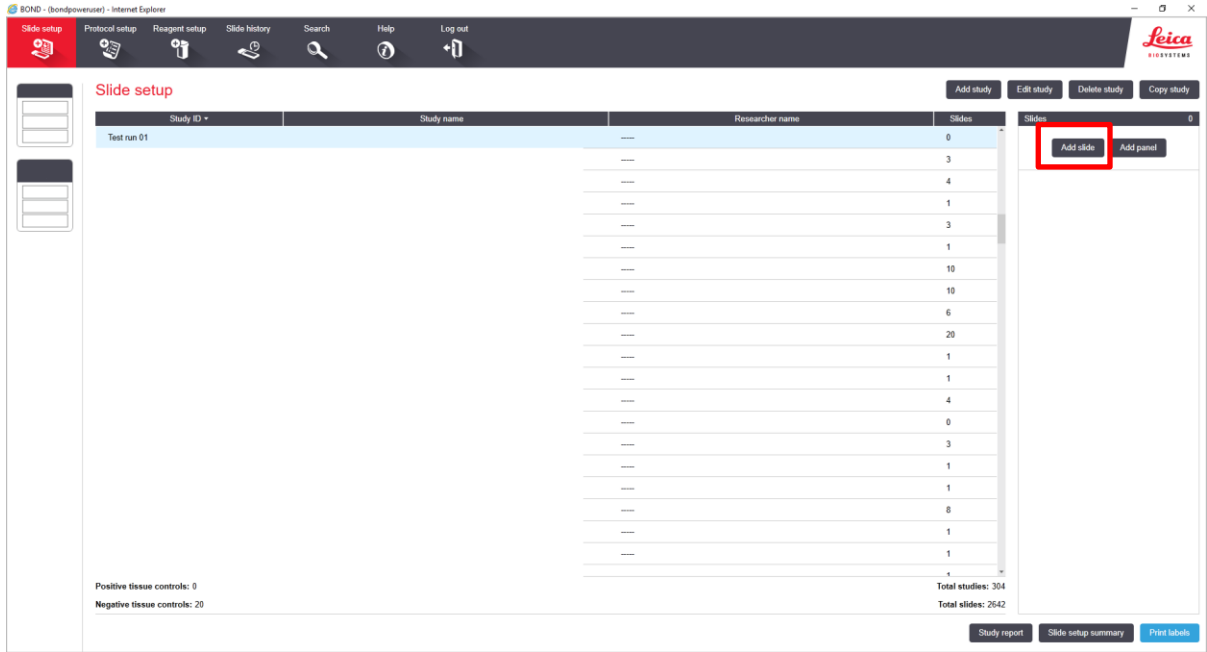 BOND - (bondpoweruser) - Internet Explorer
Slide setup Protocol setup Reagent setup Slide history Search Help Log out
Leica
BIOSYSTEMS
Slide setup
Add study Edit study Delete study Copy study
Study ID Study name Researcher name Slides
Slides 0
Test run 01 ----- 0
Add slide Add panel
----- 3
----- 4
----- 1
----- 3
----- 1
----- 10
----- 10
----- 6
----- 20
----- 1
----- 1
----- 4
----- 0
----- 3
----- 1
----- 1
----- 8
----- 1
----- 1
Positive tissue controls: 0 Total studies: 304
Negative tissue controls: 20 Total slides: 2642
Study report Slide setup summary Print labels